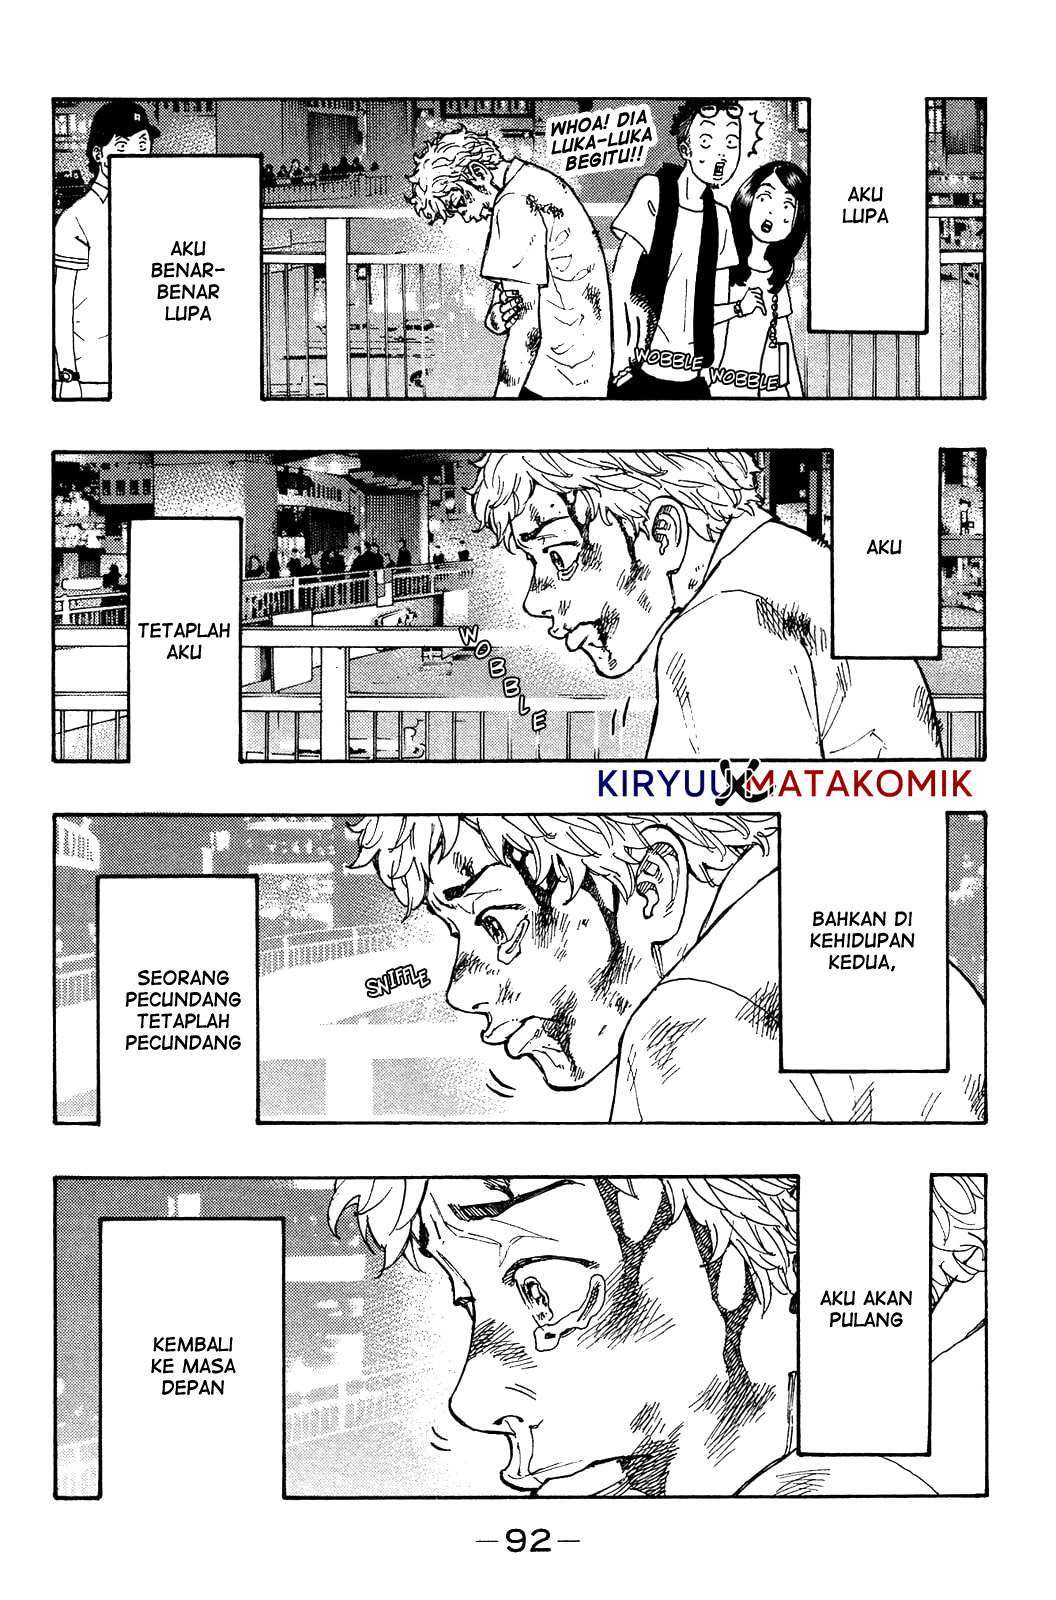 AKU
LUPA
WHOA! DIA
LUKA-LUKA
BEGITU!!
WOBBLE
WOBBLE
AKU
BENAR-
BENAR
LUPA
AKU
WOBBLE
TETAPLAH
AKU
KIRYUU X MATAKOMIK
BAHKAN DI
KEHIDUPAN
KEDUA,
SNIFFLE
SEORANG
PECUNDANG
TETAPLAH
PECUNDANG
AKU AKAN
PULANG
KEMBALI
KE MASA
DEPAN
—92—